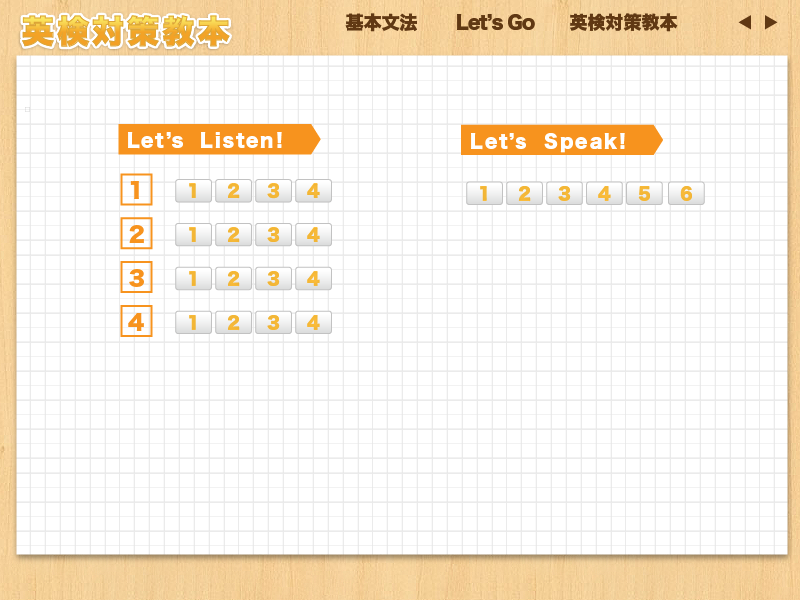 英検対策教本
基本文法 Let's Go 英検対策教本
Let's Listen!
1 1 2 3 4
2 1 2 3 4
3 1 2 3 4
4 1 2 3 4
Let's Speak!
1 2 3 4 5 6